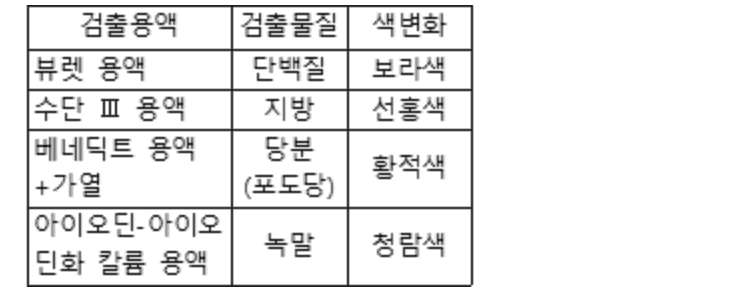 검출용액 검출물질 색변화
뷰렛 용액 단백질 보라색
수단 Ⅲ 용액 지방 선홍색
베네딕트 용액 당분 황적색
+가열 (포도당)
아이오딘-아이오 녹말 청람색
딘화 칼륨 용액